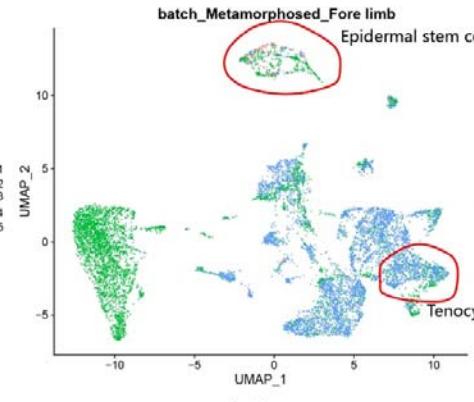 batch_Metamorphosed_Fore limb
Epidermal stem c
10
5
0
-5
UMAP_2
Tenocy
-10 -5 0 5 10
UMAP_1